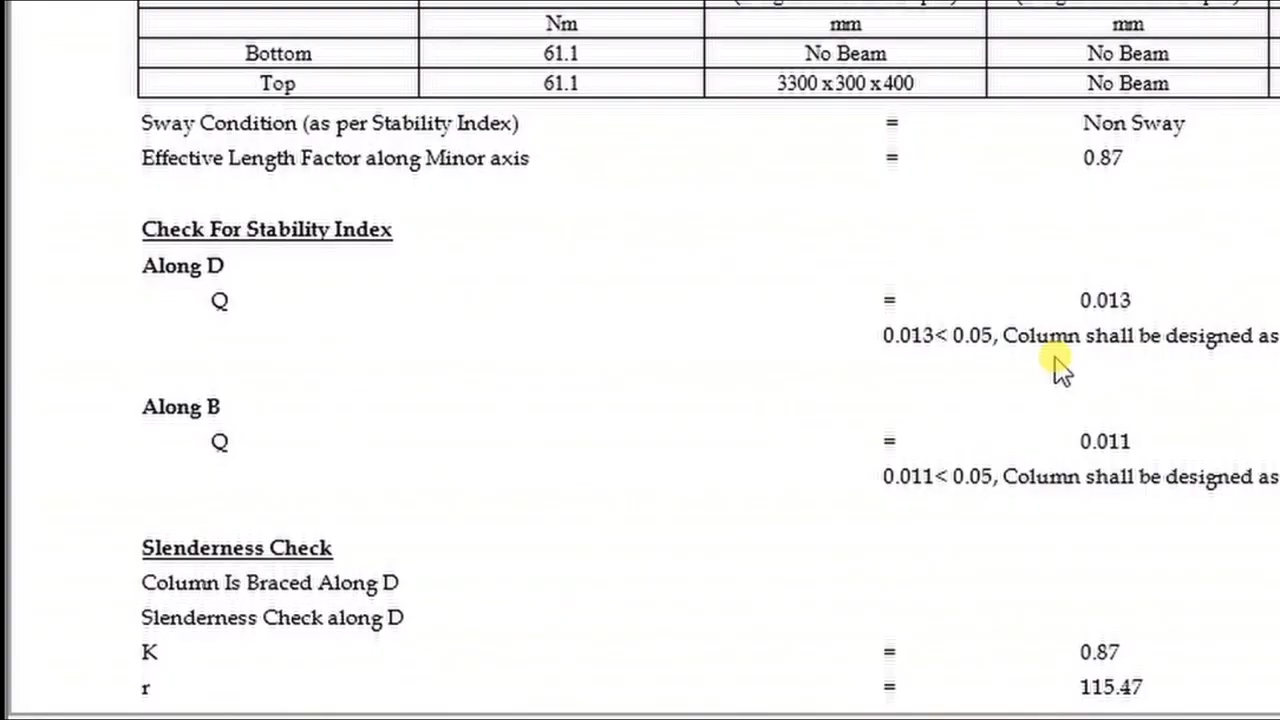 Nm mm mm
Bottom 61.1 No Beam No Beam
Top 61.1 3300 x 300 x 400 No Beam
Sway Condition (as per Stability Index) = Non Sway
Effective Length Factor along Minor axis = 0.87
Check For Stability Index
Along D
Q = 0.013
0.013< 0.05, Column shall be designed as
Along B
Q = 0.011
0.011< 0.05, Column shall be designed as
Slenderness Check
Column Is Braced Along D
Slenderness Check along D
K = 0.87
r = 115.47